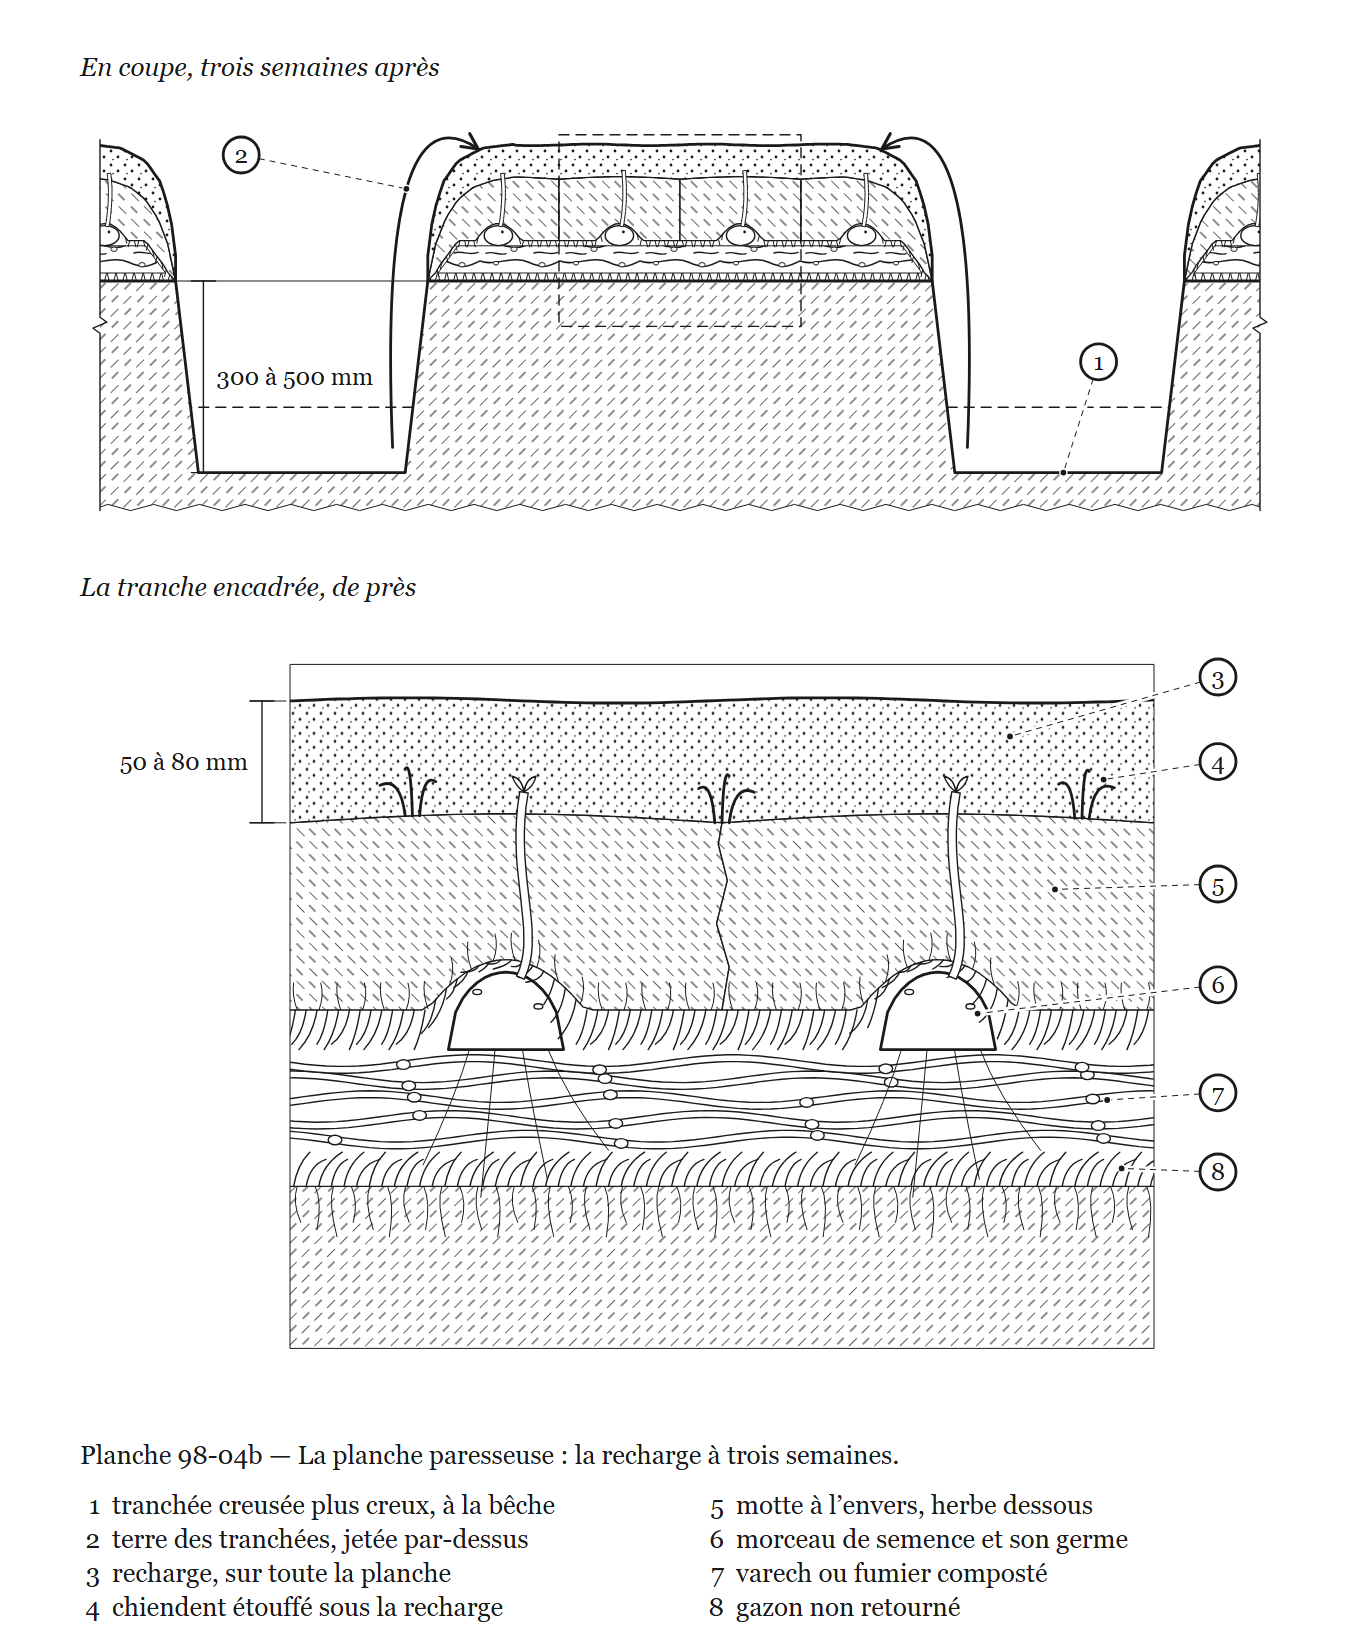 En coupe, trois semaines après
2
1
300 à 500 mm
La tranche encadrée, de près
3
4
50 à 80 mm
5
6
7
8
Planche 98-04b — La planche paresseuse : la recharge à trois semaines.
1 tranchée creusée plus creux, à la bêche
2 terre des tranchées, jetée par-dessus
3 recharge, sur toute la planche
4 chiendent étouffé sous la recharge
5 motte à l’envers, herbe dessous
6 morceau de semence et son germe
7 varech ou fumier composté
8 gazon non retourné